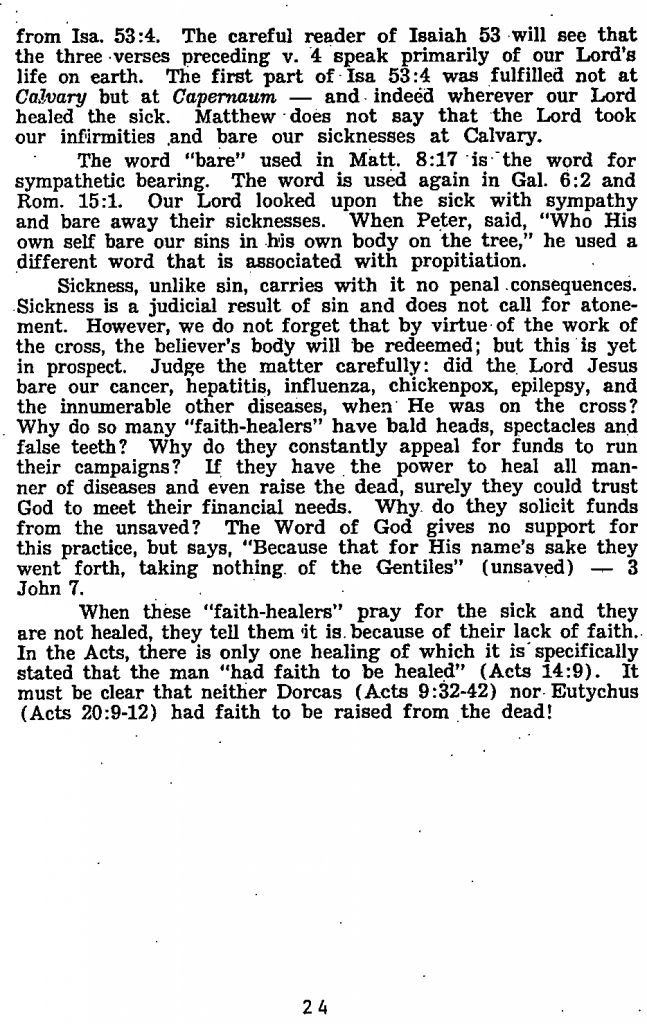 from Isa. 53:4. The careful reader of Isaiah 53 will see that
the three verses preceding v. 4 speak primarily of our Lord's
life on earth. The first part of Isa 53:4 was fulfilled not at
Calvary but at Capernaum — and indeed wherever our Lord
healed the sick. Matthew does not say that the Lord took
our infirmities and bare our sicknesses at Calvary.
The word "bare" used in Matt. 8:17 is the word for
sympathetic bearing. The word is used again in Gal. 6:2 and
Rom. 15:1. Our Lord looked upon the sick with sympathy
and bare away their sicknesses. When Peter, said, "Who His
own self bare our sins in his own body on the tree," he used a
different word that is associated with propitiation.
Sickness, unlike sin, carries with it no penal consequences.
Sickness is a judicial result of sin and does not call for atone-
ment. However, we do not forget that by virtue of the work of
the cross, the believer's body will be redeemed; but this is yet
in prospect. Judge the matter carefully: did the Lord Jesus
bare our cancer, hepatitis, influenza, chickenpox, epilepsy, and
the innumerable other diseases, when He was on the cross?
Why do so many "faith-healers" have bald heads, spectacles and
false teeth? Why do they constantly appeal for funds to run
their campaigns? If they have the power to heal all man-
ner of diseases and even raise the dead, surely they could trust
God to meet their financial needs. Why do they solicit funds
from the unsaved? The Word of God gives no support for
this practice, but says, "Because that for His name's sake they
went forth, taking nothing of the Gentiles" (unsaved) — 3
John 7.
When these "faith-healers" pray for the sick and they
are not healed, they tell them it is because of their lack of faith.
In the Acts, there is only one healing of which it is specifically
stated that the man "had faith to be healed" (Acts 14:9). It
must be clear that neither Dorcas (Acts 9:32-42) nor Eutychus
(Acts 20:9-12) had faith to be raised from the dead!
24